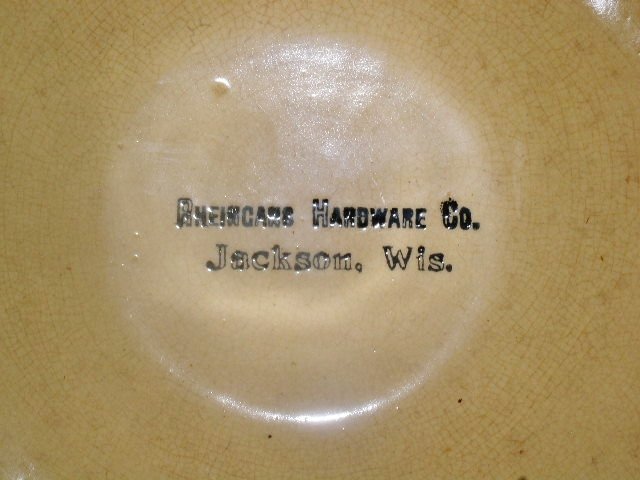 Rheingans Hardware Co.
Jackson, Wis.